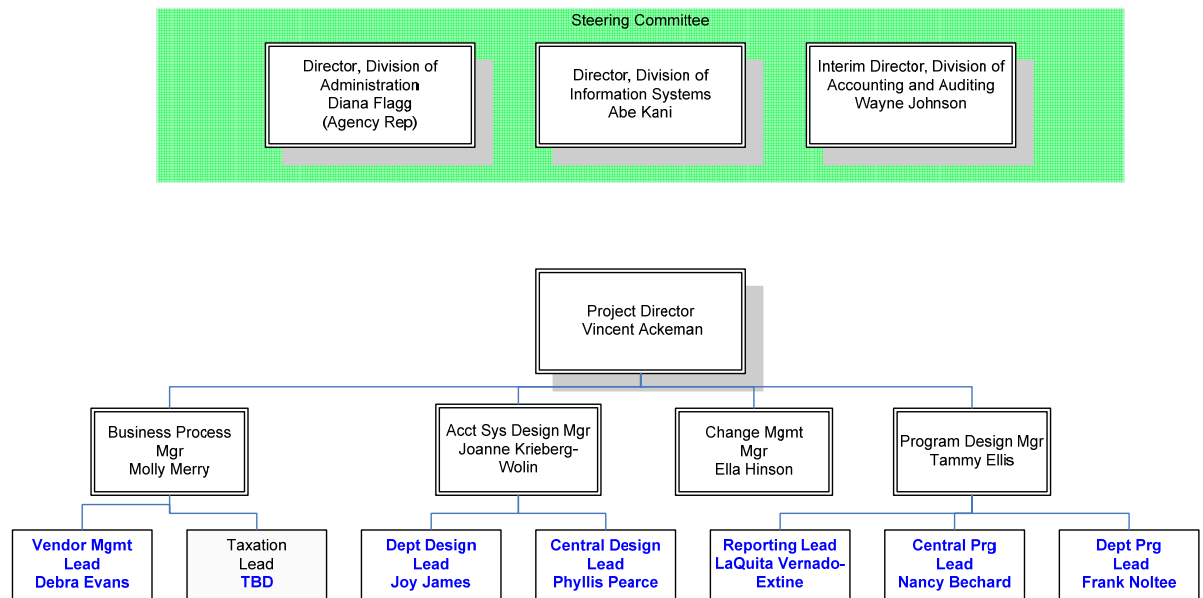 Steering Committee
Director, Division of
Administration
Diana Flagg
(Agency Rep)
Director, Division of
Information Systems
Abe Kani
Interim Director, Division of
Accounting and Auditing
Wayne Johnson
Project Director
Vincent Ackeman
Business Process
Mgr
Molly Merry
Acct Sys Design Mgr
Joanne Krieberg-
Wolin
Change Mgmt
Mgr
Ella Hinson
Program Design Mgr
Tammy Ellis
Vendor Mgmt
Lead
Debra Evans
Taxation
Lead
TBD
Dept Design
Lead
Joy James
Central Design
Lead
Phyllis Pearce
Reporting Lead
LaQuita Vernado-
Extine
Central Prg
Lead
Nancy Bechard
Dept Prg
Lead
Frank Noltee